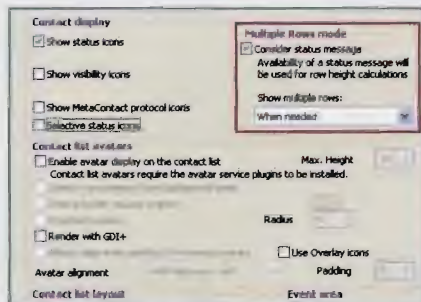 Contact display
Show status icons
Show visibility icons
Show MetaContact protocol icons
Selective status icons
Multiple Rows mode
Consider status message
Availability of a status message will
be used for row height calculations
Show multiple rows:
When needed
Contact list avatars
Enable avatar display on the contact list
Max. Height
Contact list avatars require the avatar service plugins to be installed.
Radius
Render with GDI+
Use Overlay icons
Avatar alignment
Padding
Contact list layout
Event area